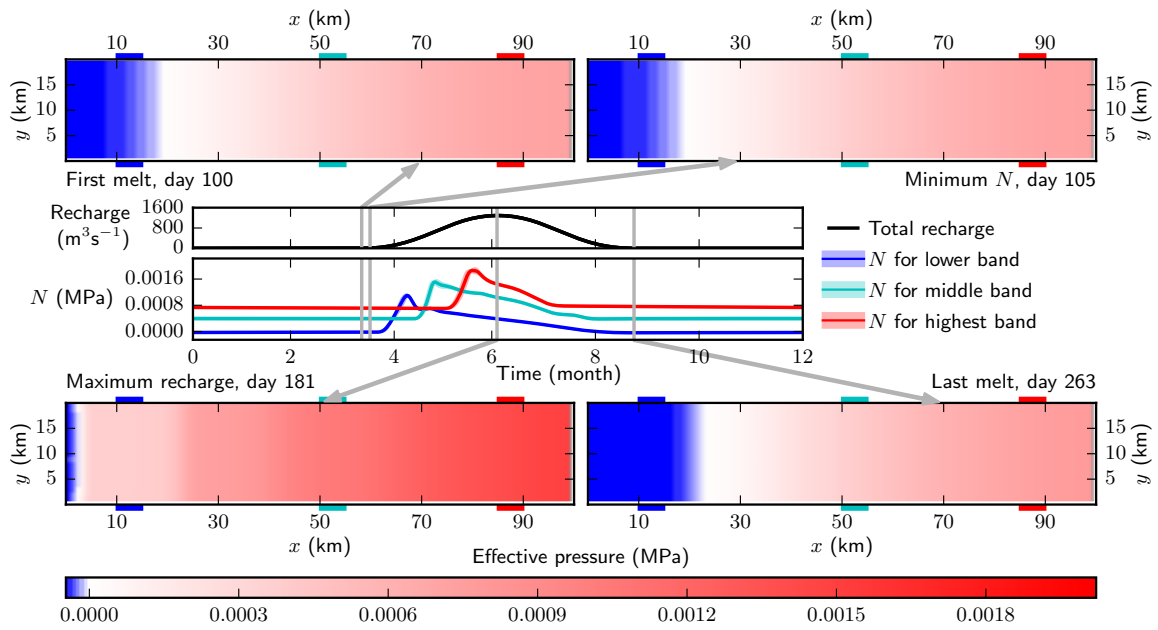 x (km)
x (km)
10 30 50 70 90
10 30 50 70 90
y (km)
15
10
5
15
10
5
y (km)
First melt, day 100
Minimum N, day 105
Recharge
(m³s⁻¹)
1600
800
0
Total recharge
N for lower band
N for middle band
N for highest band
N (MPa)
0.0016
0.0008
0.0000
0 2 4 6 8 10 12
Time (month)
Maximum recharge, day 181
Last melt, day 263
y (km)
15
10
5
15
10
5
y (km)
10 30 50 70 90
10 30 50 70 90
x (km)
x (km)
Effective pressure (MPa)
0.0000 0.0003 0.0006 0.0009 0.0012 0.0015 0.0018